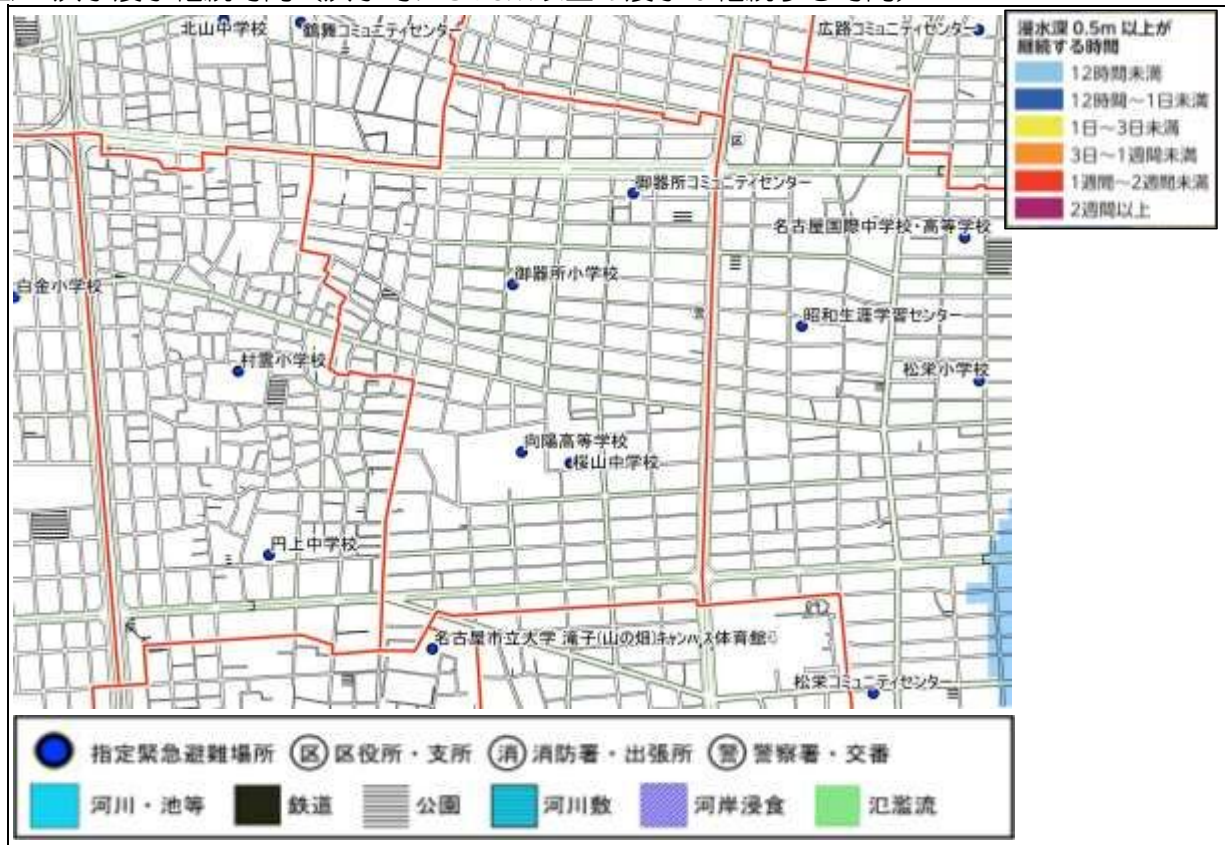 北山中学校
鶴舞コミュニティセンター
広路コミュニティセンター
浸水深 0.5m 以上が
継続する時間
12時間未満
12時間～1日未満
1日～3日未満
3日～1週間未満
1週間～2週間未満
2週間以上
区
御器所コミュニティセンター
名古屋国際中学校・高等学校
御器所小学校
白金小学校
昭和生涯学習センター
村雲小学校
松栄小学校
向陽高等学校
桜山中学校
円上中学校
名古屋市立大学 滝子(山の畑)キャンパス体育館
松栄コミュニティセンター
指定緊急避難場所 区 区役所・支所 消 消防署・出張所 警 警察署・交番
河川・池等 鉄道 公園 河川敷 河岸浸食 氾濫流